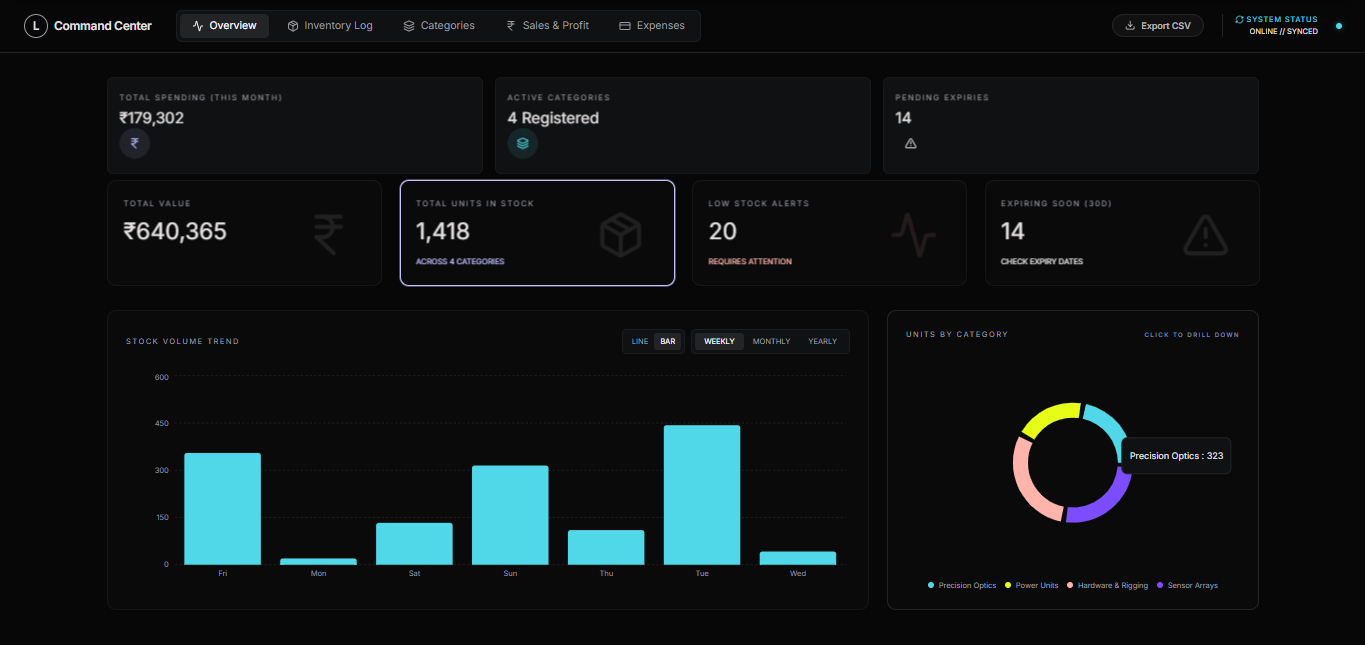 L Command Center
Overview
Inventory Log
Categories
₹ Sales & Profit
Expenses
Export CSV
SYSTEM STATUS
ONLINE // SYNCED
TOTAL SPENDING (THIS MONTH)
₹179,302
₹
ACTIVE CATEGORIES
4 Registered
PENDING EXPIRIES
14
TOTAL VALUE
₹640,365
₹
TOTAL UNITS IN STOCK
1,418
ACROSS 4 CATEGORIES
LOW STOCK ALERTS
20
REQUIRES ATTENTION
EXPIRING SOON (30D)
14
CHECK EXPIRY DATES
STOCK VOLUME TREND
LINE BAR
WEEKLY MONTHLY YEARLY
600
450
300
150
0
Fri Mon Sat Sun Thu Tue Wed
UNITS BY CATEGORY
CLICK TO DRILL DOWN
Precision Optics : 323
Precision Optics Power Units Hardware & Rigging Sensor Arrays